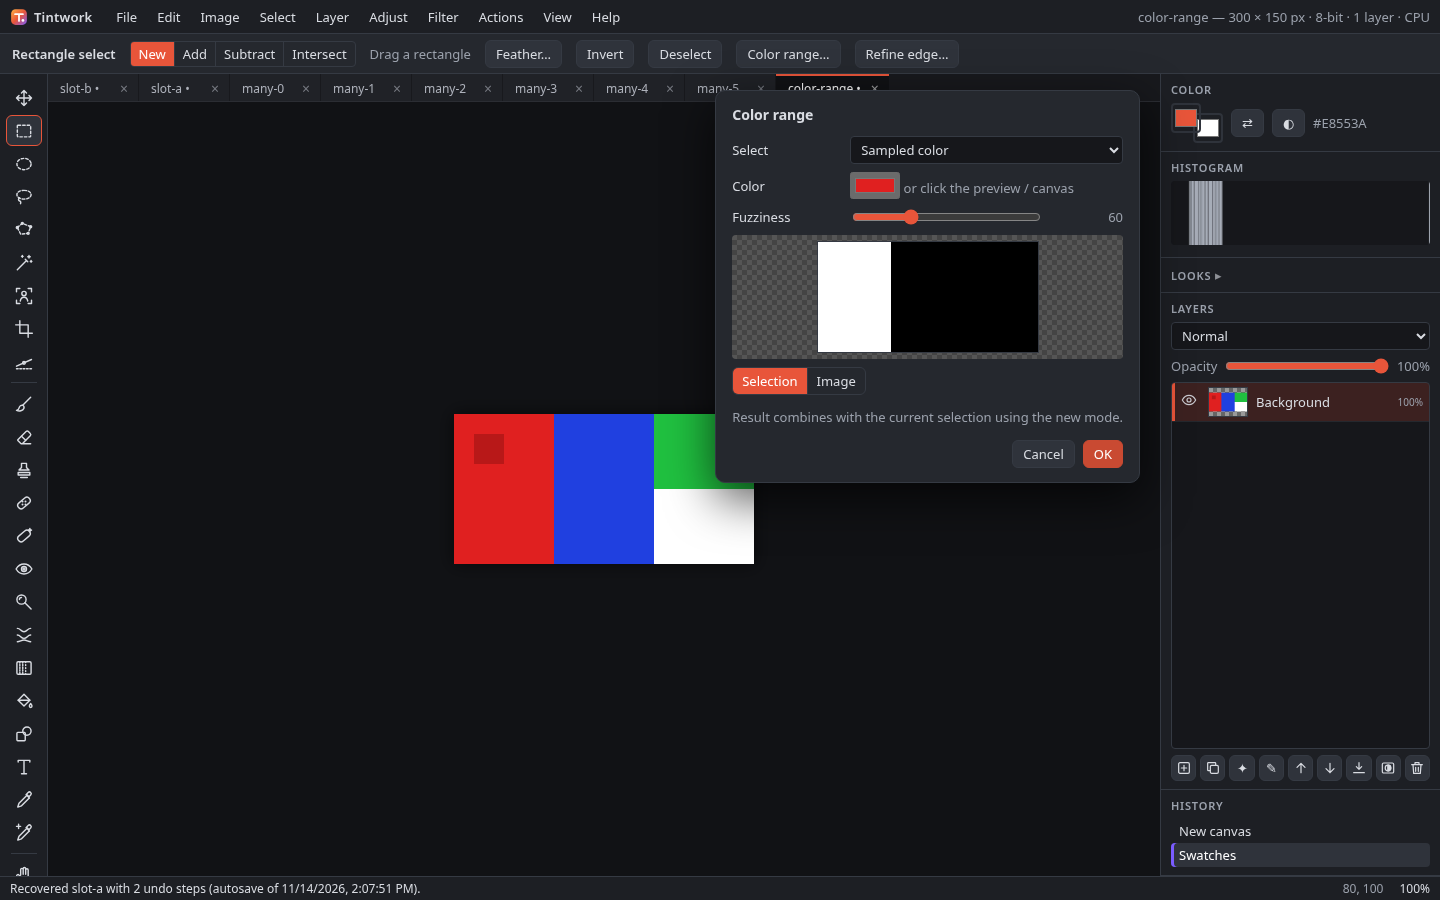 Tintwork File Edit Image Select Layer Adjust Filter Actions View Help color-range — 300 × 150 px · 8-bit · 1 layer · CPU
Rectangle select New Add Subtract Intersect Drag a rectangle Feather... Invert Deselect Color range... Refine edge...
slot-b • × slot-a • × many-0 × many-1 × many-2 × many-3 × many-4 × many-5 × color-range • ×
Color range
Select Sampled color
Color or click the preview / canvas
Fuzziness 60
Selection Image
Result combines with the current selection using the new mode.
Cancel OK
COLOR
#E8553A
HISTOGRAM
LOOKS ▸
LAYERS
Normal
Opacity 100%
Background 100%
HISTORY
New canvas
Swatches
Recovered slot-a with 2 undo steps (autosave of 11/14/2026, 2:07:51 PM). 80, 100 100%